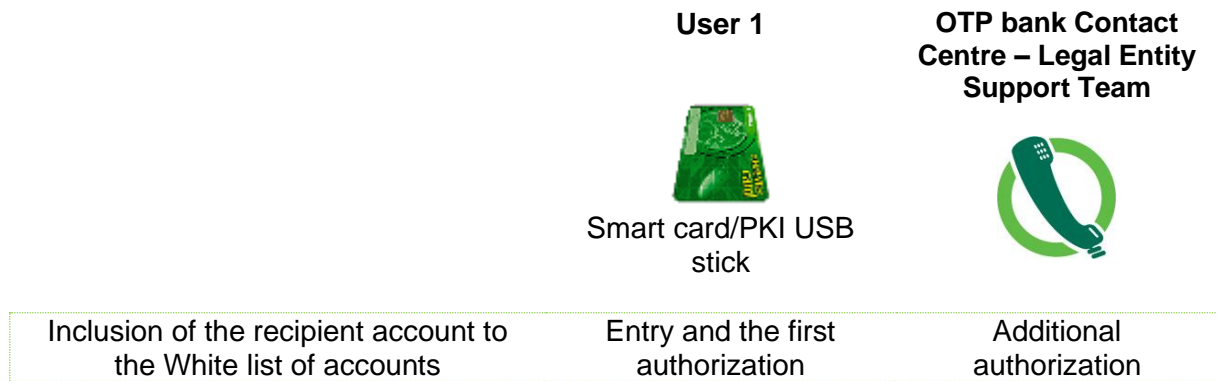 User 1
OTP bank Contact
Centre – Legal Entity
Support Team
Smart card/PKI USB
stick
Inclusion of the recipient account to
the White list of accounts
Entry and the first
authorization
Additional
authorization